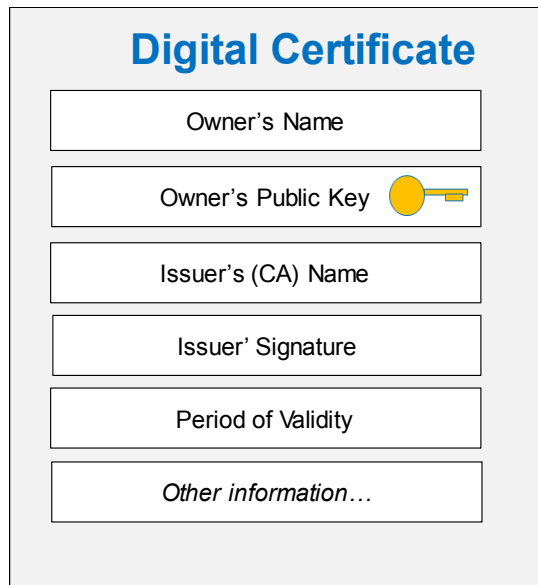 Digital Certificate
Owner’s Name
Owner’s Public Key
Issuer’s (CA) Name
Issuer’ Signature
Period of Validity
Other information…